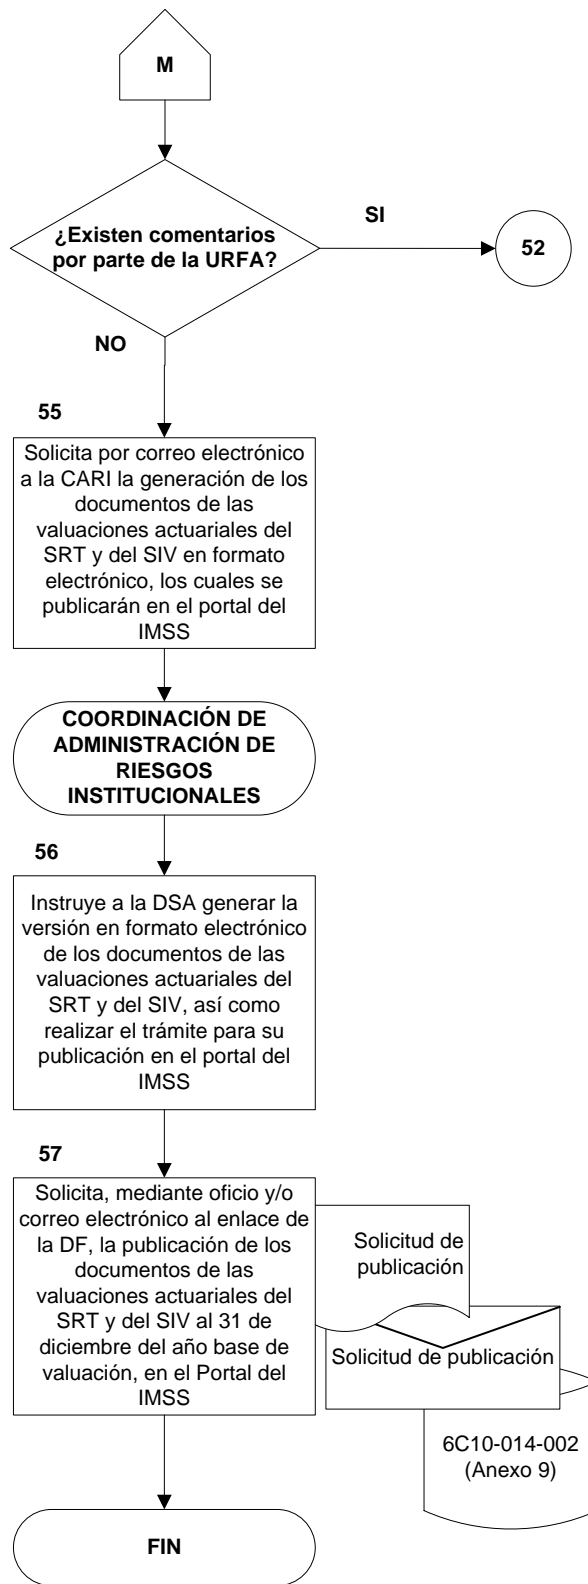 M
¿Existen comentarios
por parte de la URFA?
SI
52
NO
55
Solicita por correo electrónico
a la CARI la generación de los
documentos de las
valuaciones actuariales del
SRT y del SIV en formato
electrónico, los cuales se
publicarán en el portal del
IMSS
COORDINACIÓN DE
ADMINISTRACIÓN DE
RIESGOS
INSTITUCIONALES
56
Instruye a la DSA generar la
versión en formato electrónico
de los documentos de las
valuaciones actuariales del
SRT y del SIV, así como
realizar el trámite para su
publicación en el portal del
IMSS
57
Solicita, mediante oficio y/o
correo electrónico al enlace de
la DF, la publicación de los
documentos de las
valuaciones actuariales del
SRT y del SIV al 31 de
diciembre del año base de
valuación, en el Portal del
IMSS
Solicitud de
publicación
Solicitud de publicación
6C10-014-002
(Anexo 9)
FIN